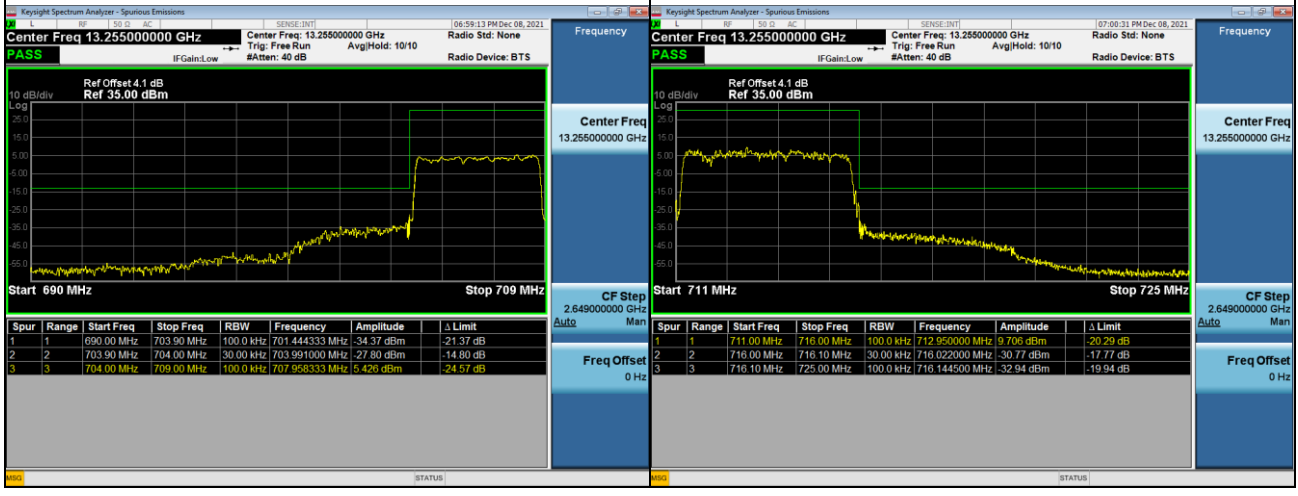 Keysight Spectrum Analyzer - Spurious Emissions
L RF 50 Ω AC SENSE:INT 06:59:13 PM Dec 08, 2021
Center Freq 13.255000000 GHz Center Freq: 13.255000000 GHz Radio Std: None
Trig: Free Run Avg|Hold: 10/10
PASS IFGain:Low #Atten: 40 dB Radio Device: BTS
Ref Offset 4.1 dB
10 dB/div Ref 35.00 dBm
Log
25.0
15.0
5.00
-5.00
-15.0
-25.0
-35.0
-45.0
-55.0
Start 690 MHz Stop 709 MHz
Spur Range Start Freq Stop Freq RBW Frequency Amplitude Δ Limit
1 1 690.00 MHz 703.90 MHz 100.0 kHz 701.444333 MHz -34.37 dBm -21.37 dB
2 2 703.90 MHz 704.00 MHz 30.00 kHz 703.991000 MHz -27.80 dBm -14.80 dB
3 3 704.00 MHz 709.00 MHz 100.0 kHz 707.958333 MHz 5.426 dBm -24.57 dB
MSG STATUS
Frequency
Center Freq
13.255000000 GHz
CF Step
2.649000000 GHz
Auto Man
Freq Offset
0 Hz
Keysight Spectrum Analyzer - Spurious Emissions
L RF 50 Ω AC SENSE:INT 07:00:31 PM Dec 08, 2021
Center Freq 13.255000000 GHz Center Freq: 13.255000000 GHz Radio Std: None
Trig: Free Run Avg|Hold: 10/10
PASS IFGain:Low #Atten: 40 dB Radio Device: BTS
Ref Offset 4.1 dB
10 dB/div Ref 35.00 dBm
Log
25.0
15.0
5.00
-5.00
-15.0
-25.0
-35.0
-45.0
-55.0
Start 711 MHz Stop 725 MHz
Spur Range Start Freq Stop Freq RBW Frequency Amplitude Δ Limit
1 1 711.00 MHz 716.00 MHz 100.0 kHz 712.950000 MHz 9.706 dBm -20.29 dB
2 2 716.00 MHz 716.10 MHz 30.00 kHz 716.022000 MHz -30.77 dBm -17.77 dB
3 3 716.10 MHz 725.00 MHz 100.0 kHz 716.144500 MHz -32.94 dBm -19.94 dB
MSG STATUS
Frequency
Center Freq
13.255000000 GHz
CF Step
2.649000000 GHz
Auto Man
Freq Offset
0 Hz